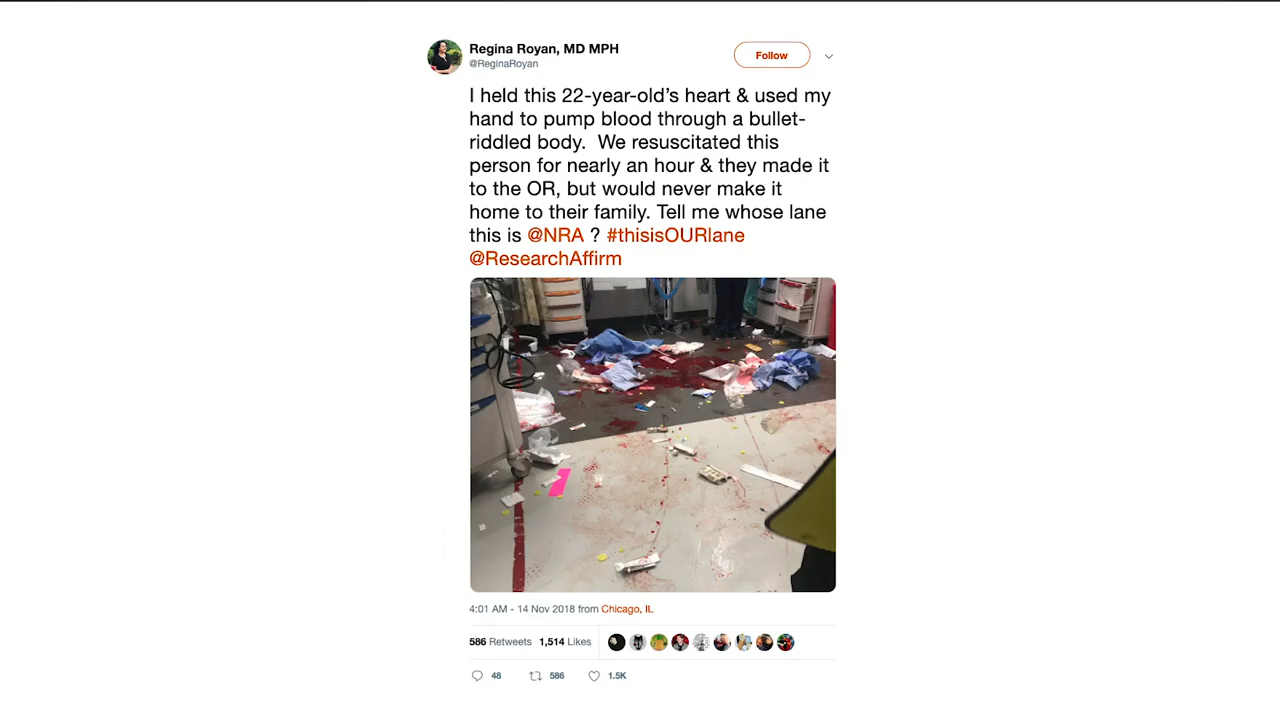 Regina Royan, MD MPH
@ReginaRoyan
Follow
I held this 22-year-old's heart & used my
hand to pump blood through a bullet-
riddled body. We resuscitated this
person for nearly an hour & they made it
to the OR, but would never make it
home to their family. Tell me whose lane
this is @NRA ? #thisisOURlane
@ResearchAffirm
4:01 AM - 14 Nov 2018 from Chicago, IL
586 Retweets 1,514 Likes
48 586 1.5K